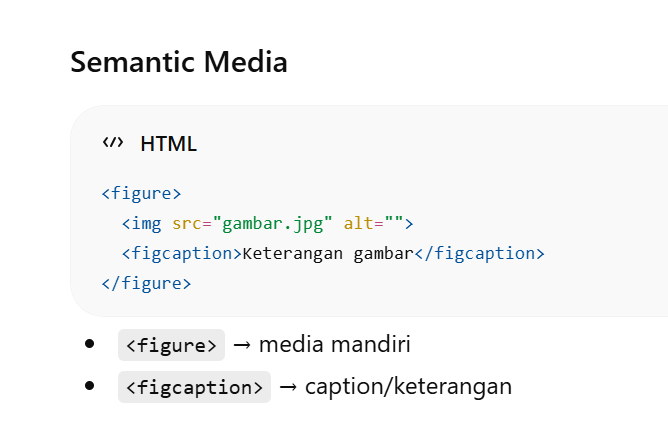 Semantic Media
</> HTML
<figure>
  <img src="gambar.jpg" alt="">
  <figcaption>Keterangan gambar</figcaption>
</figure>
• <figure> → media mandiri
• <figcaption> → caption/keterangan